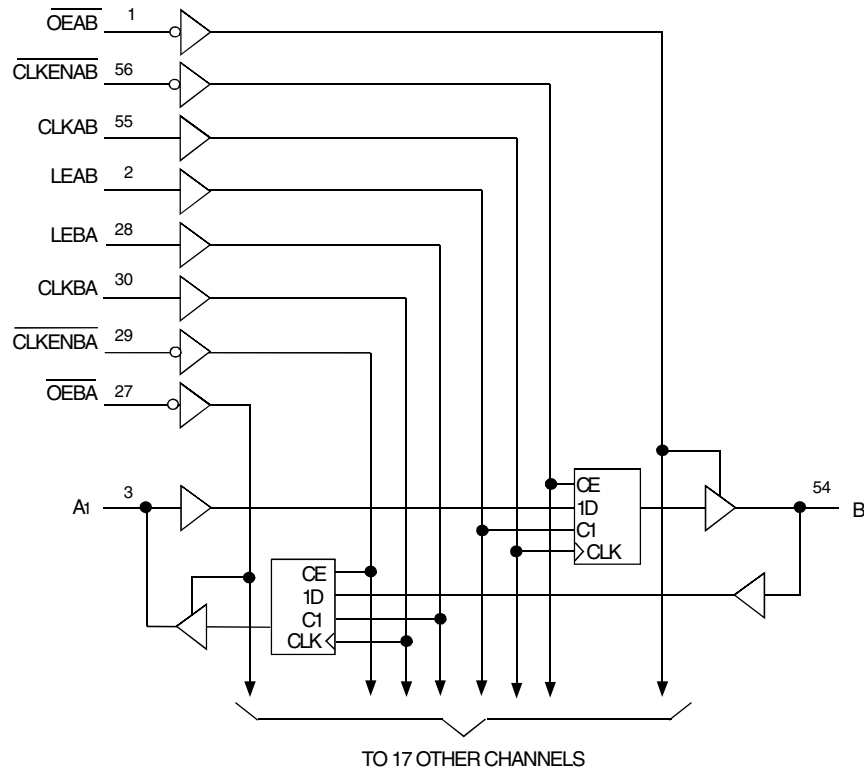 OEAB 1
CLKENAB 56
CLKAB 55
LEAB 2
LEBA 28
CLKBA 30
CLKENBA 29
OEBA 27
A1 3
CE
1D
C1
CLK
54 B
CE
1D
C1
CLK
TO 17 OTHER CHANNELS